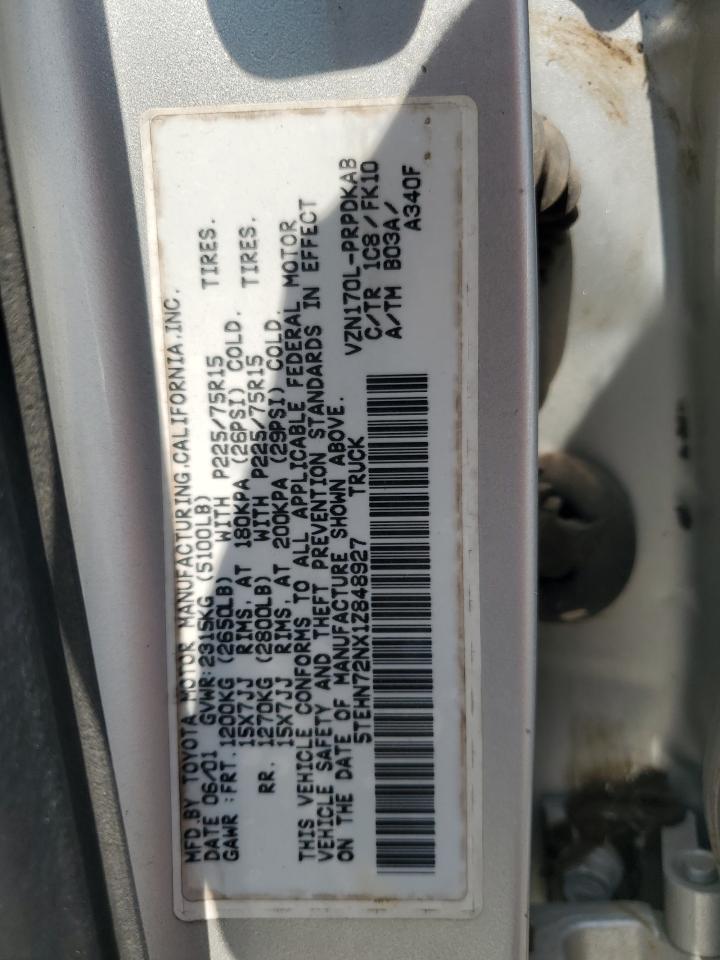 MFD.BY TOYOTA MOTOR MANUFACTURING,CALIFORNIA,INC.
DATE 06/01 GVWR:2315KG (5100LB)
GAWR :FRT.1200KG (2650LB) WITH P225/75R15 TIRES.
15X7JJ RIMS, AT 180KPA (26PSI) COLD.
RR. 1270KG (2800LB) WITH P225/75R15 TIRES.
15X7JJ RIMS, AT 200KPA (29PSI) COLD.
THIS VEHICLE CONFORMS TO ALL APPLICABLE FEDERAL MOTOR
VEHICLE SAFETY AND THEFT PREVENTION STANDARDS IN EFFECT
ON THE DATE OF MANUFACTURE SHOWN ABOVE.
5TEHN72NX1Z848927 TRUCK
VZN170L-PRPDKAB
C/TR 1C8/FK10
A/TM B03A/
A340F